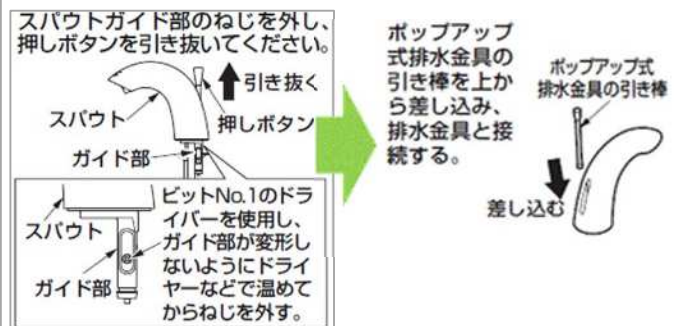 スパウトガイド部のねじを外し、
押しボタンを引き抜いてください。
引き抜く
スパウト
押しボタン
ガイド部
スパウト
ガイド部
ビットNo.1のドラ
イバーを使用し、
ガイド部が変形し
ないようにドライ
ヤーなどで温めて
からねじを外す。
ポップアップ
式排水金具の
引き棒を上か
ら差し込み、
排水金具と接
続する。
ポップアップ式
排水金具の引き棒
差し込む